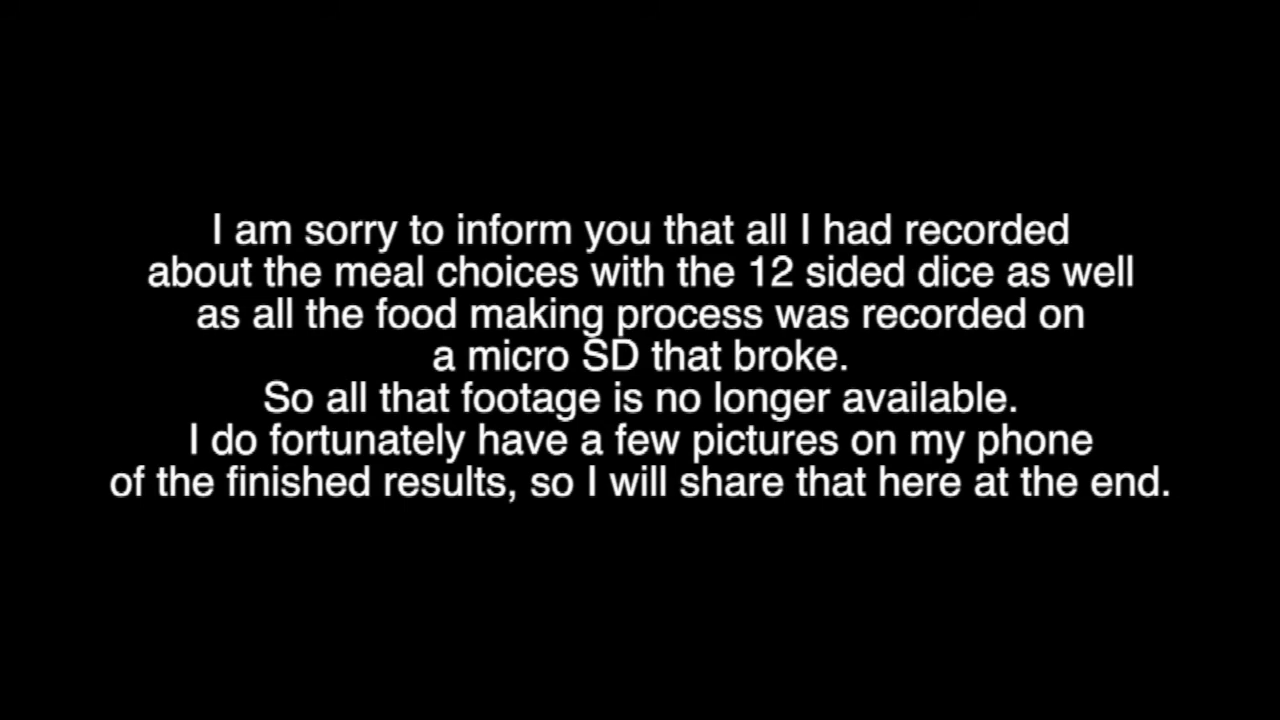 I am sorry to inform you that all I had recorded
about the meal choices with the 12 sided dice as well
as all the food making process was recorded on
a micro SD that broke.
So all that footage is no longer available.
I do fortunately have a few pictures on my phone
of the finished results, so I will share that here at the end.